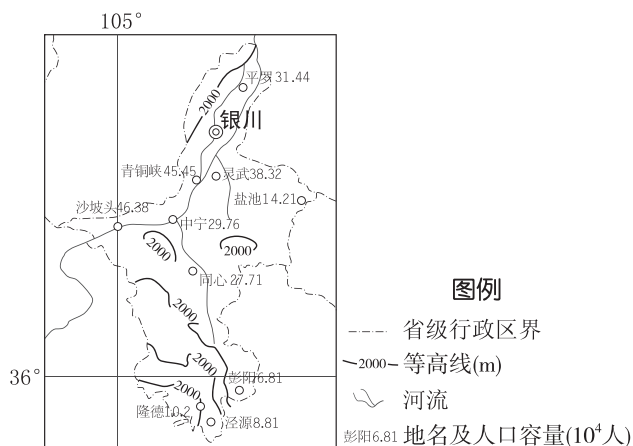 105°
平罗31.44
2000
银川
青铜峡45.45
灵武38.32
盐池14.21
沙坡头46.38
中宁29.76
2000
2000
同心27.71
2000
图例
省级行政区界
2000 等高线(m)
36°
2000
2000
彭阳6.81
河流
隆德10.2
泾源8.81
彭阳6.81 地名及人口容量(10⁴人)